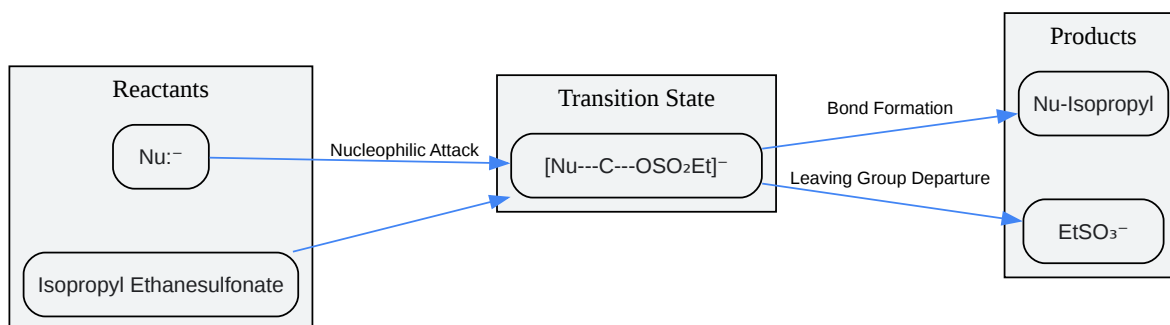 Reactants
Nu:⁻
Isopropyl Ethanesulfonate
Nucleophilic Attack
Transition State
[Nu---C---OSO₂Et]⁻
Bond Formation
Leaving Group Departure
Products
Nu-Isopropyl
EtSO₃⁻